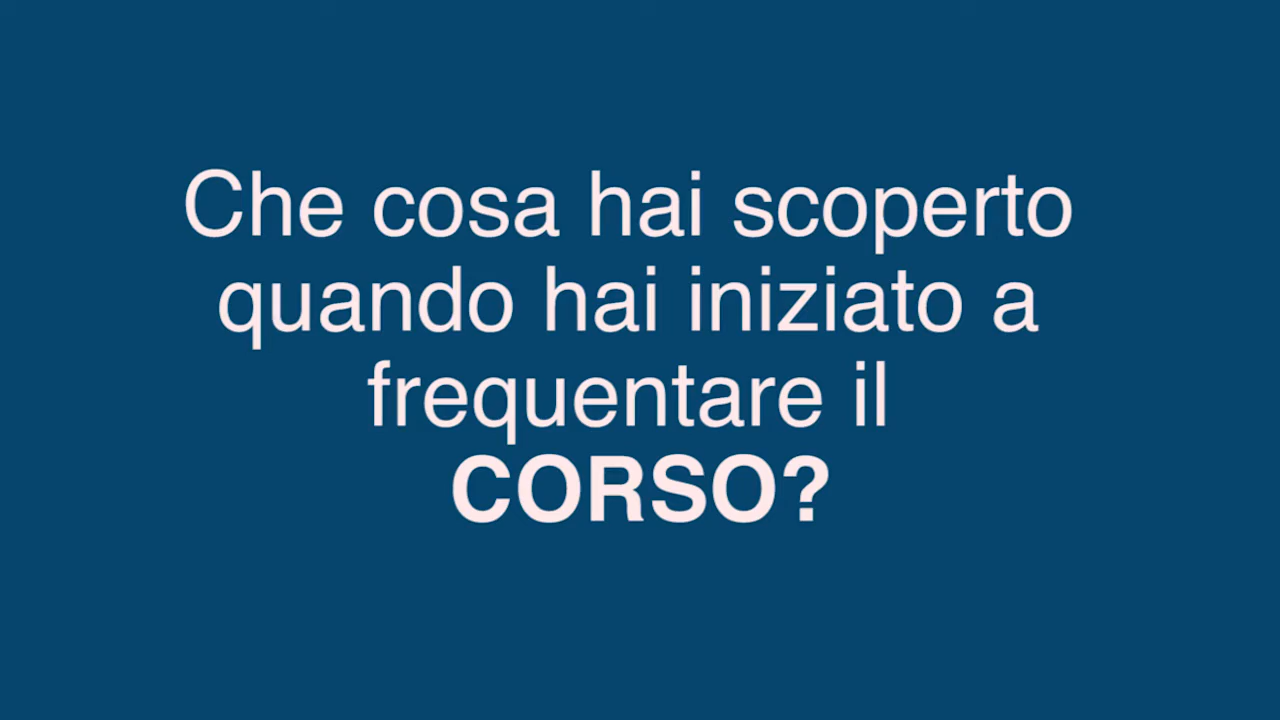 Che cosa hai scoperto
quando hai iniziato a
frequentare il
CORSO?